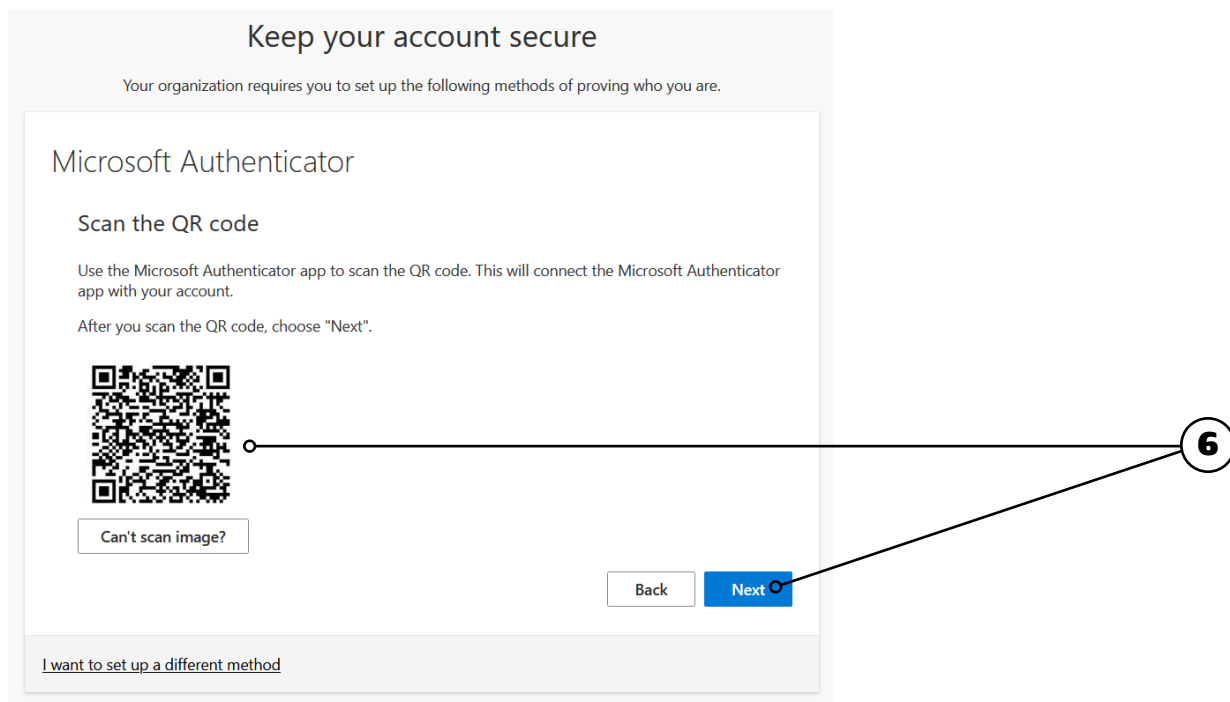 Keep your account secure
Your organization requires you to set up the following methods of proving who you are.
Microsoft Authenticator
Scan the QR code
Use the Microsoft Authenticator app to scan the QR code. This will connect the Microsoft Authenticator
app with your account.
After you scan the QR code, choose "Next".
6
Can't scan image?
Back
Next
I want to set up a different method